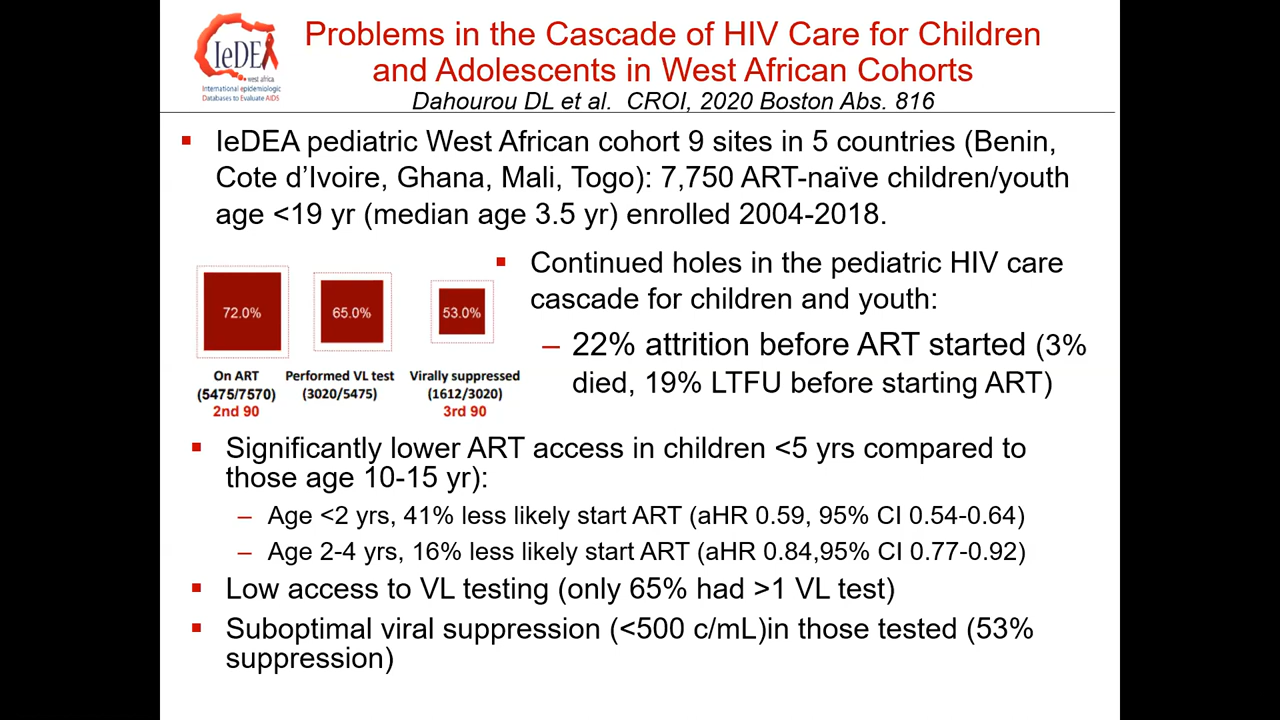 IeDEA
west africa
International epidemiologic
Databases to Evaluate AIDS
Problems in the Cascade of HIV Care for Children
and Adolescents in West African Cohorts
Dahourou DL et al.  CROI, 2020 Boston Abs. 816
▪ IeDEA pediatric West African cohort 9 sites in 5 countries (Benin,
Cote d’Ivoire, Ghana, Mali, Togo): 7,750 ART-naïve children/youth
age <19 yr (median age 3.5 yr) enrolled 2004-2018.
72.0%
65.0%
53.0%
On ART
(5475/7570)
2nd 90
Performed VL test
(3020/5475)
Virally suppressed
(1612/3020)
3rd 90
▪ Continued holes in the pediatric HIV care
cascade for children and youth:
– 22% attrition before ART started (3%
died, 19% LTFU before starting ART)
▪ Significantly lower ART access in children <5 yrs compared to
those age 10-15 yr):
– Age <2 yrs, 41% less likely start ART (aHR 0.59, 95% CI 0.54-0.64)
– Age 2-4 yrs, 16% less likely start ART (aHR 0.84,95% CI 0.77-0.92)
▪ Low access to VL testing (only 65% had >1 VL test)
▪ Suboptimal viral suppression (<500 c/mL)in those tested (53%
suppression)